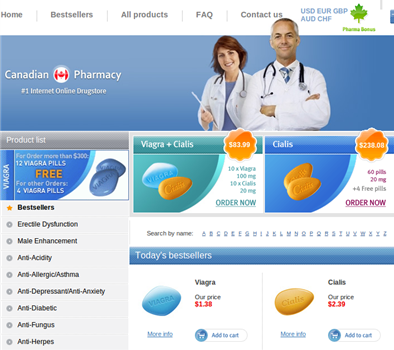 Home Bestsellers All products FAQ Contact us USD EUR GBP
AUD CHF
Pharma Bonus
Canadian Pharmacy
#1 Internet Online Drugstore
Product list
VIAGRA
For order more than $300:
12 VIAGRA PILLS
FREE
For other Orders:
4 VIAGRA PILLS
Bestsellers
Erectile Dysfunction
Male Enhancement
Anti-Acidity
Anti-Allergic/Asthma
Anti-Depressant/Anti-Anxiety
Anti-Diabetic
Anti-Fungus
Anti-Herpes
Viagra + Cialis
$83.99
10 x Viagra
100 mg
10 x Cialis
20 mg
ORDER NOW
Cialis
$238.08
60 pills
20 mg
+4 Free pills
ORDER NOW
Search by name: A B C D E F G H I J K L M N O P Q R S T U V W X Y Z
Today's bestsellers
Viagra
Our price
$1.38
More info Add to cart
Cialis
Our price
$2.39
More info Add to cart